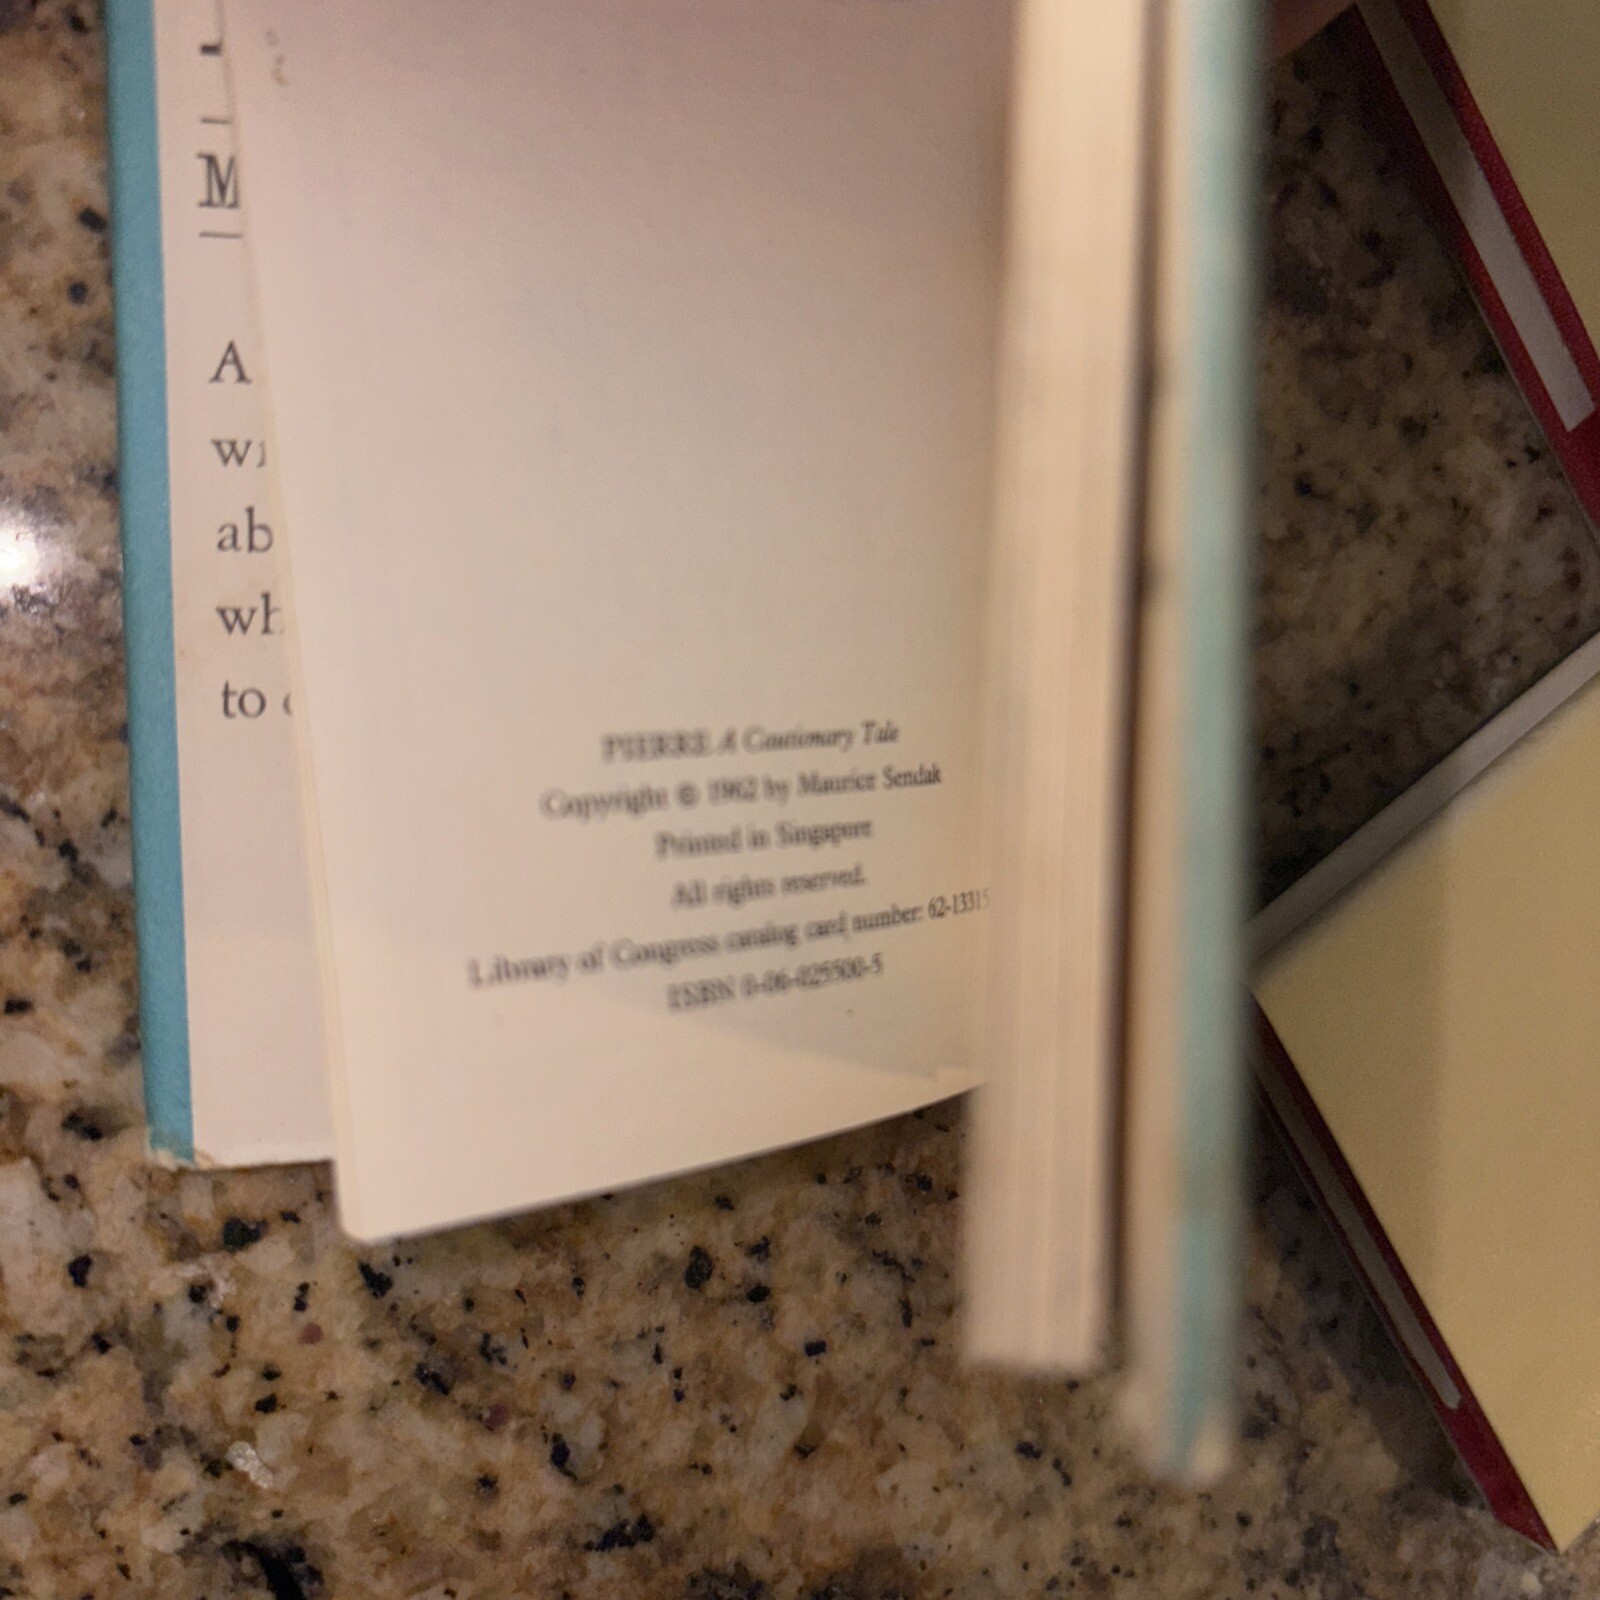 M
A
wi
ab
wh
to
PIERRE A Cautionary Tale
Copyright © 1962 by Maurice Sendak
Printed in Singapore
All rights reserved.
Library of Congress catalog card number: 62-13315
ISBN 0-06-025500-5